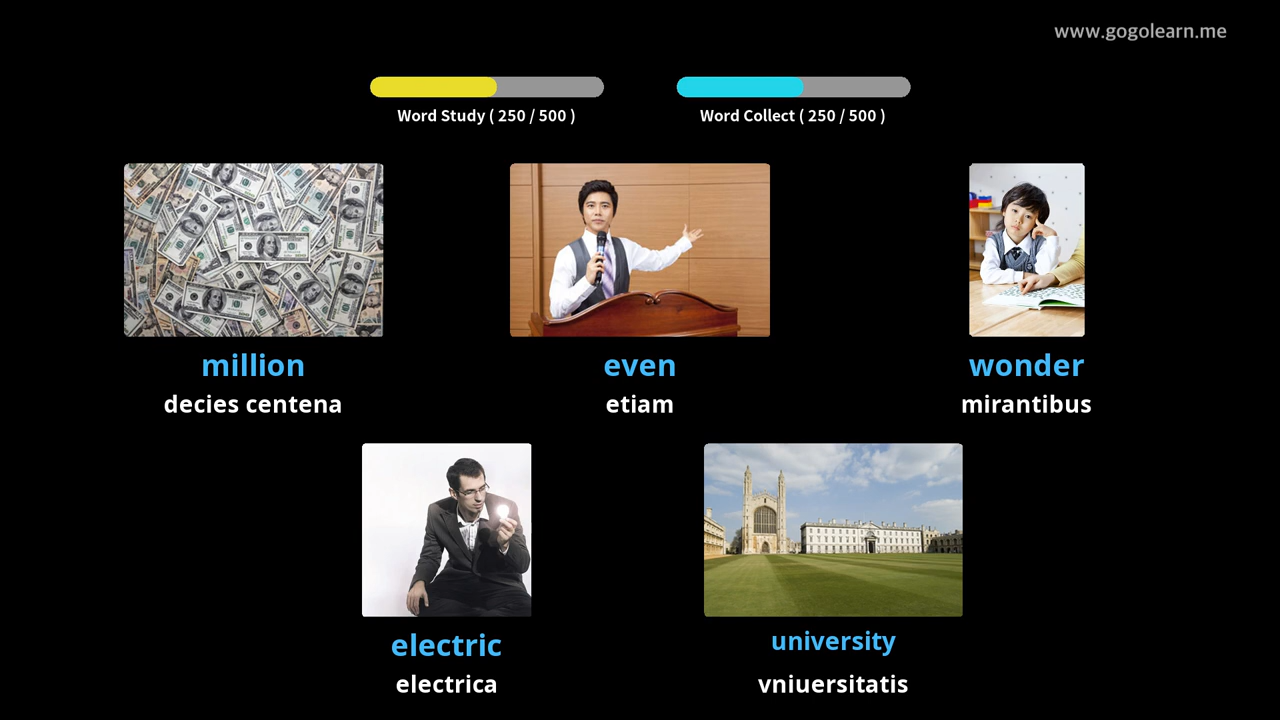 www.gogolearn.me
Word Study ( 250 / 500 )
Word Collect ( 250 / 500 )
million
decies centena
even
etiam
wonder
mirantibus
electric
electrica
university
vniuersitatis